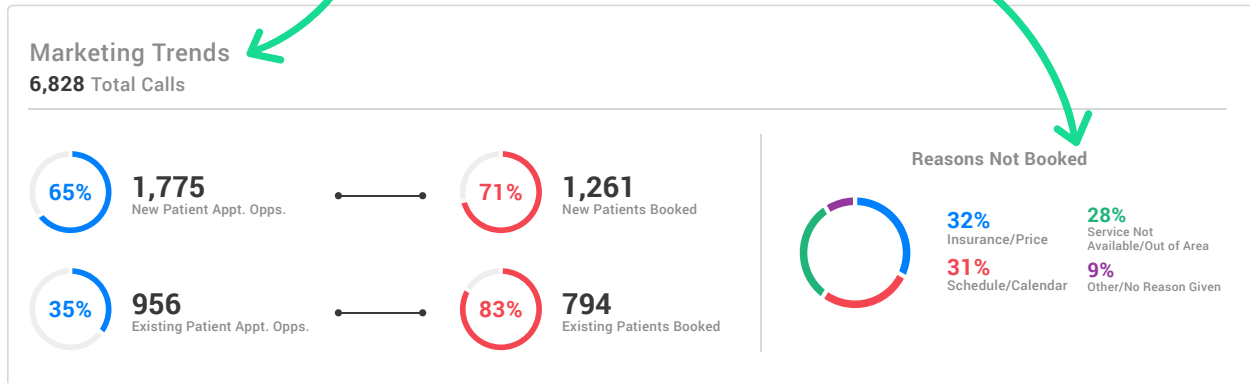 Marketing Trends
6,828 Total Calls
65%
1,775
New Patient Appt. Opps.
71%
1,261
New Patients Booked
35%
956
Existing Patient Appt. Opps.
83%
794
Existing Patients Booked
Reasons Not Booked
32%
Insurance/Price
31%
Schedule/Calendar
28%
Service Not
Available/Out of Area
9%
Other/No Reason Given